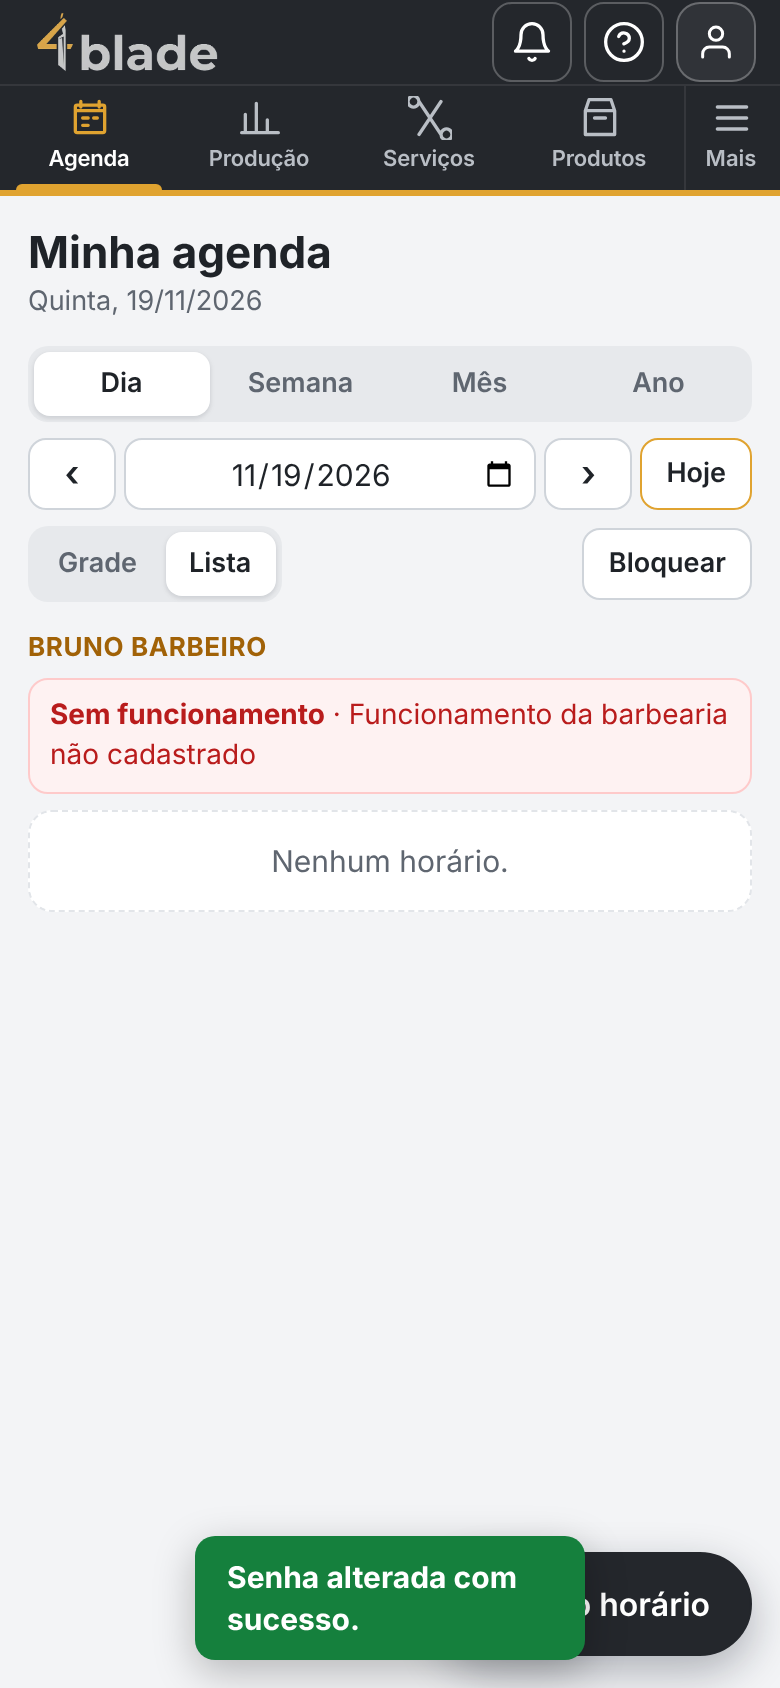 4blade
Agenda
Produção
Serviços
Produtos
Mais
Minha agenda
Quinta, 19/11/2026
Dia
Semana
Mês
Ano
‹
11/19/2026
›
Hoje
Grade
Lista
Bloquear
BRUNO BARBEIRO
Sem funcionamento · Funcionamento da barbearia
não cadastrado
Nenhum horário.
Senha alterada com
sucesso.
horário